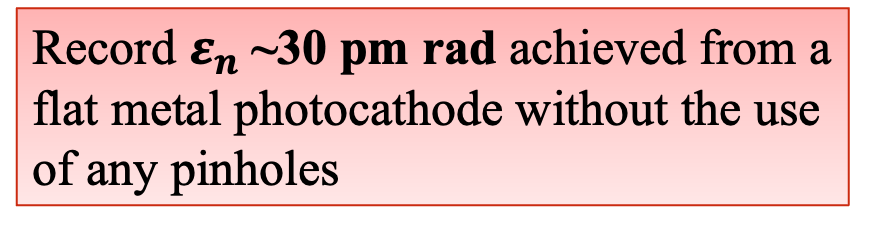 Record εₙ ~30 pm rad achieved from a
flat metal photocathode without the use
of any pinholes